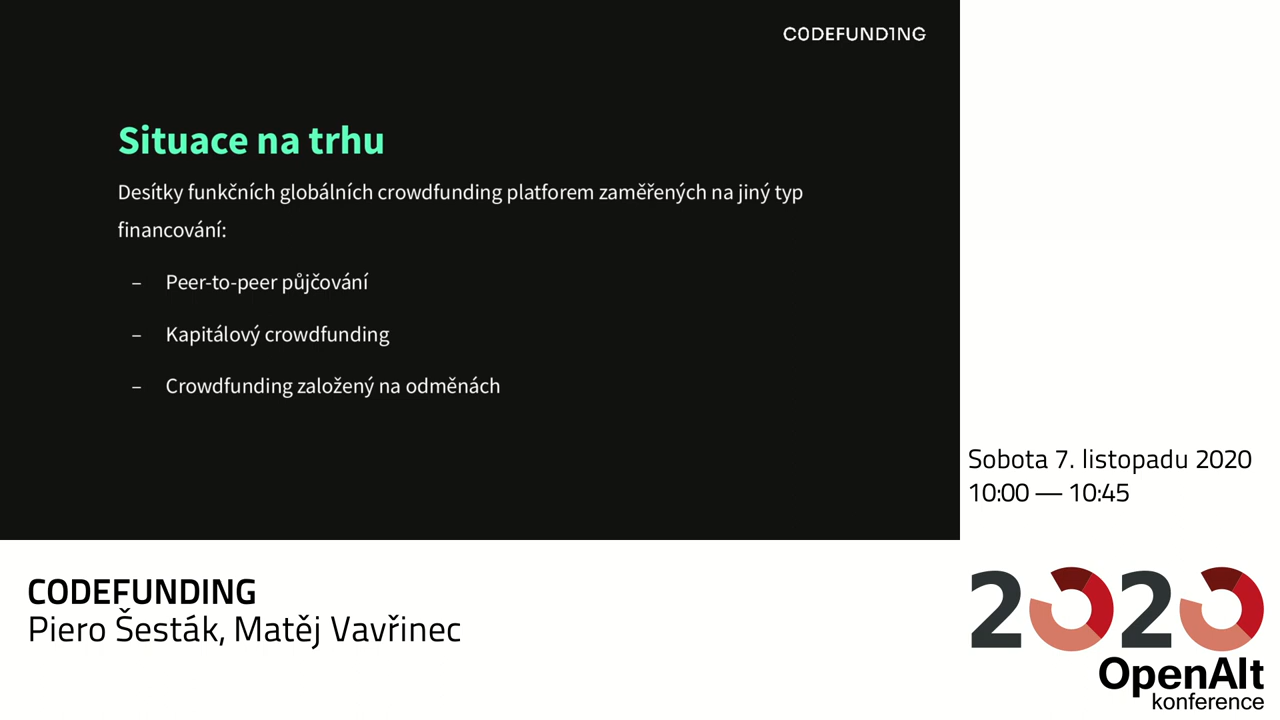 C0DEFUND1NG
Situace na trhu
Desítky funkčních globálních crowdfunding platforem zaměřených na jiný typ
financování:
– Peer-to-peer půjčování
– Kapitálový crowdfunding
– Crowdfunding založený na odměnách
Sobota 7. listopadu 2020
10:00 — 10:45
CODEFUNDING
Piero Šesták, Matěj Vavřinec
2020
OpenAlt
konference